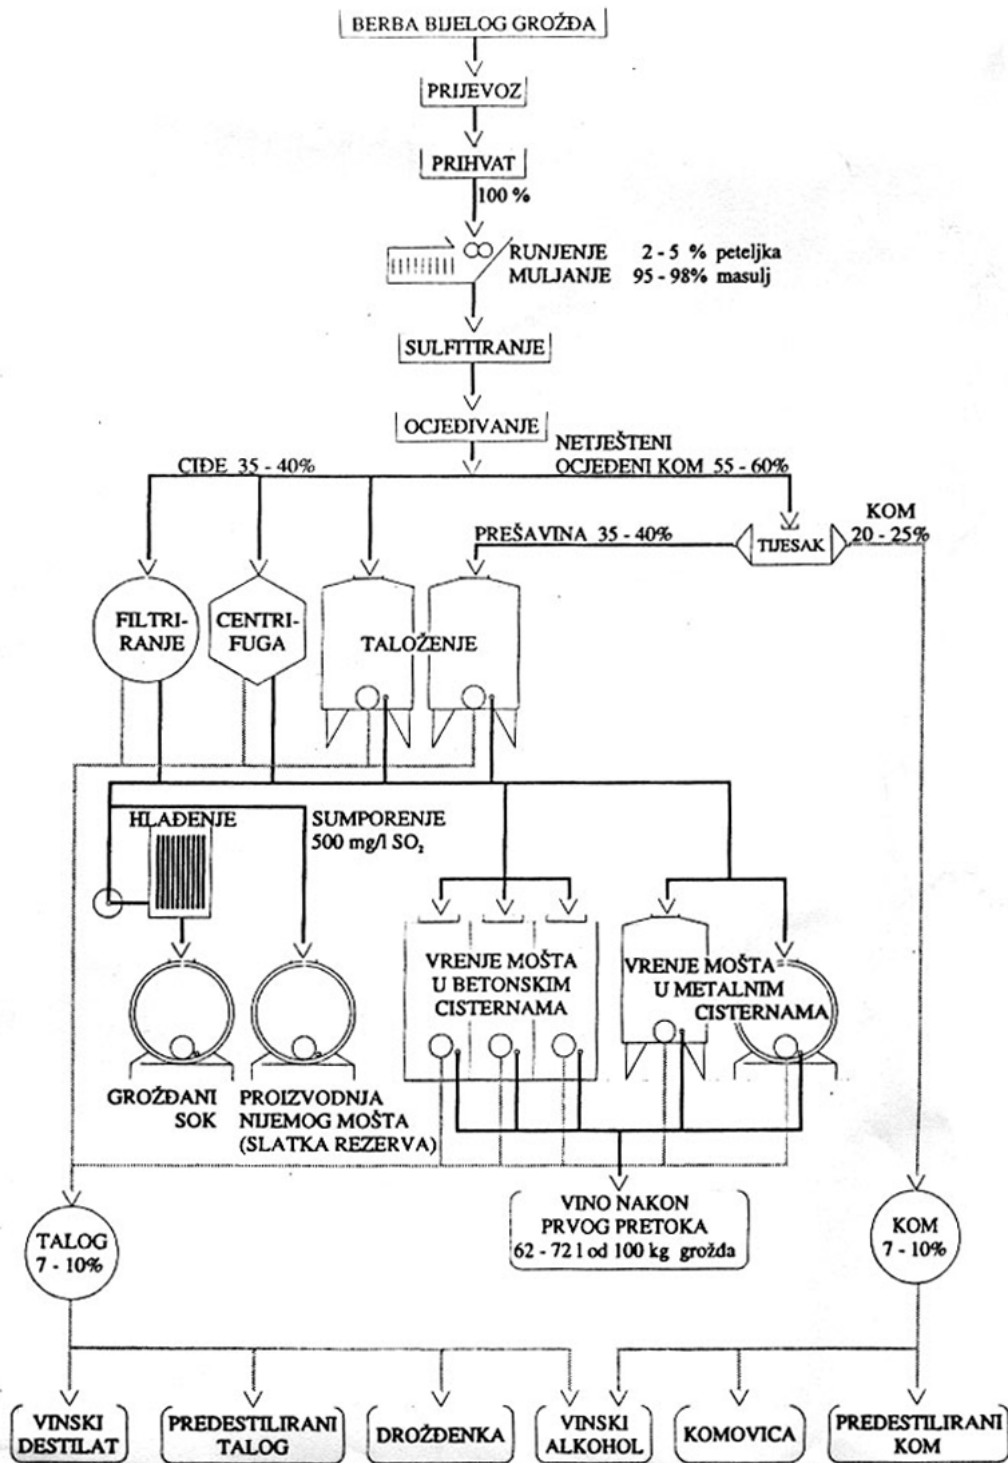 BERBA BIJELOG GROŽĐA
PRIJEVOZ
PRIHVAT
100 %
RUNJENJE 2 - 5 % peteljka
MULJANJE 95 - 98% masulj
SULFITIRANJE
OCJEĐIVANJE
CIĐE 35 - 40%
NETJEŠTENI
OCJEĐENI KOM 55 - 60%
PREŠAVINA 35 - 40%
TIJESAK
KOM
20 - 25%
FILTRI-
RANJE
CENTRI-
FUGA
TALOŽENJE
HLAĐENJE
SUMPORENJE
500 mg/l SO₂
VRENJE MOŠTA
U BETONSKIM
CISTERNAMA
VRENJE MOŠTA
U METALNIM
CISTERNAMA
GROŽĐANI
SOK
PROIZVODNJA
NIJEMOG MOŠTA
(SLATKA REZERVA)
TALOG
7 - 10%
VINO NAKON
PRVOG PRETOKA
62 - 72 l od 100 kg grožđa
KOM
7 - 10%
VINSKI
DESTILAT
PREDESTILIRANI
TALOG
DROŽĐENKA
VINSKI
ALKOHOL
KOMOVICA
PREDESTILIRANI
KOM